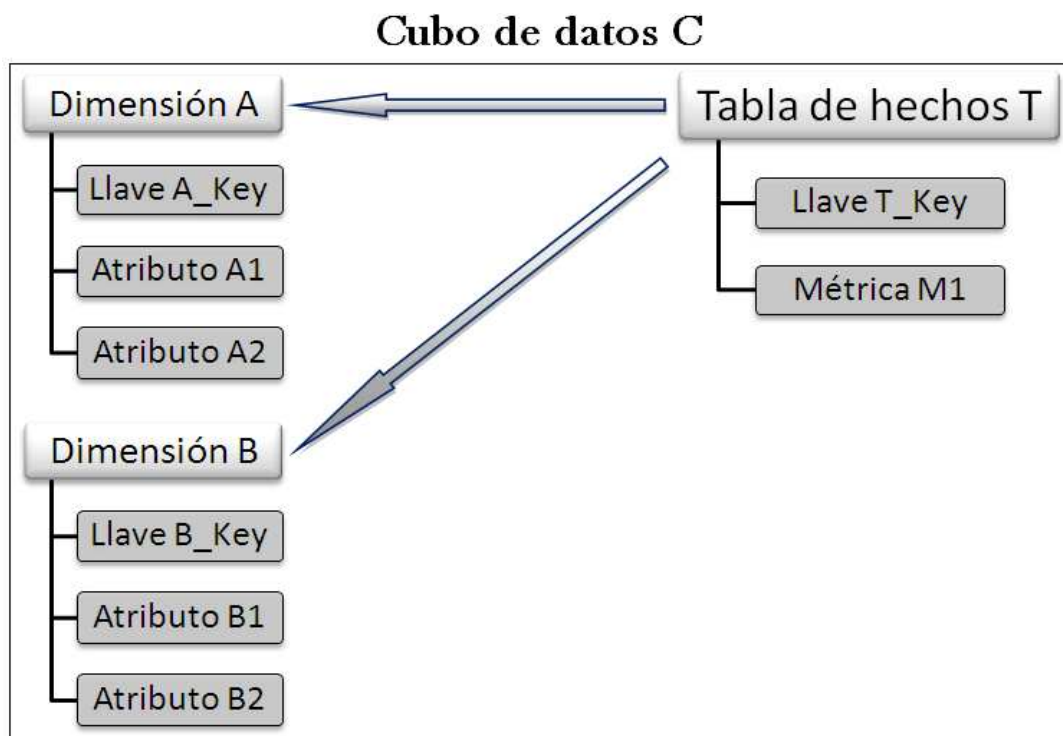 Cubo de datos C
Dimensión A
Llave A_Key
Atributo A1
Atributo A2
Dimensión B
Llave B_Key
Atributo B1
Atributo B2
Tabla de hechos T
Llave T_Key
Métrica M1